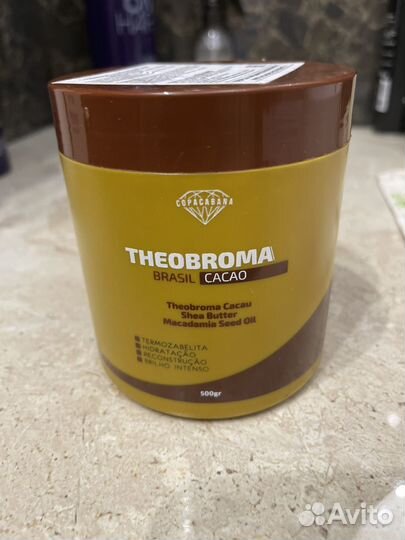 COPACABANA
THEOBROMA
BRASIL CACAO
Theobroma Cacau
Shea Butter
Macadamia Seed Oil
TERMOZABELITA
HIDRATAÇÃO
RECONSTRUÇÃO
BRILHO INTENSO
500gr
Avito